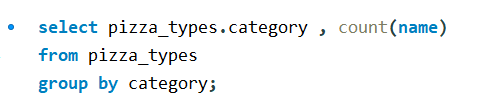 select pizza_types.category , count(name)
from pizza_types
group by category;